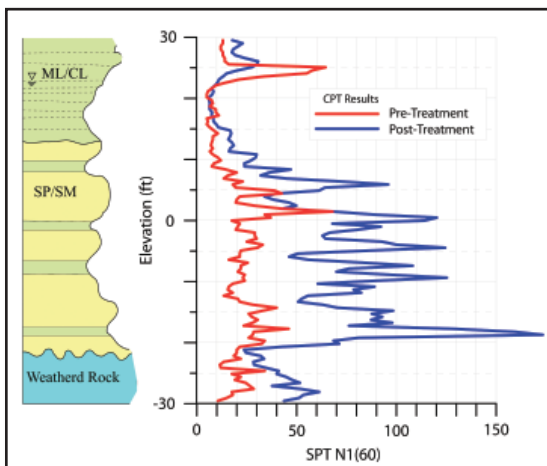 ML/CL
SP/SM
Weatherd Rock
Elevation (ft)
30
0
-30
CPT Results
Pre-Treatment
Post-Treatment
0
50
100
150
SPT N1(60)